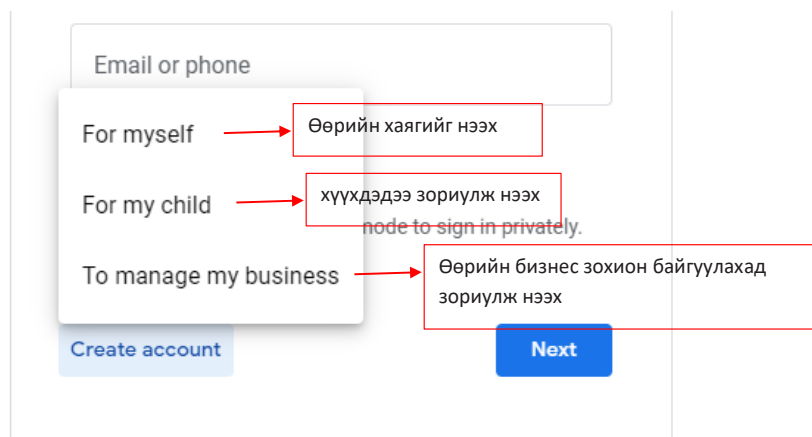 Email or phone
For myself
Өөрийн хаягийг нээх
For my child
хүүхдэдээ зориулж нээх
mode to sign in privately.
To manage my business
Өөрийн бизнес зохион байгуулахад
зориулж нээх
Create account
Next